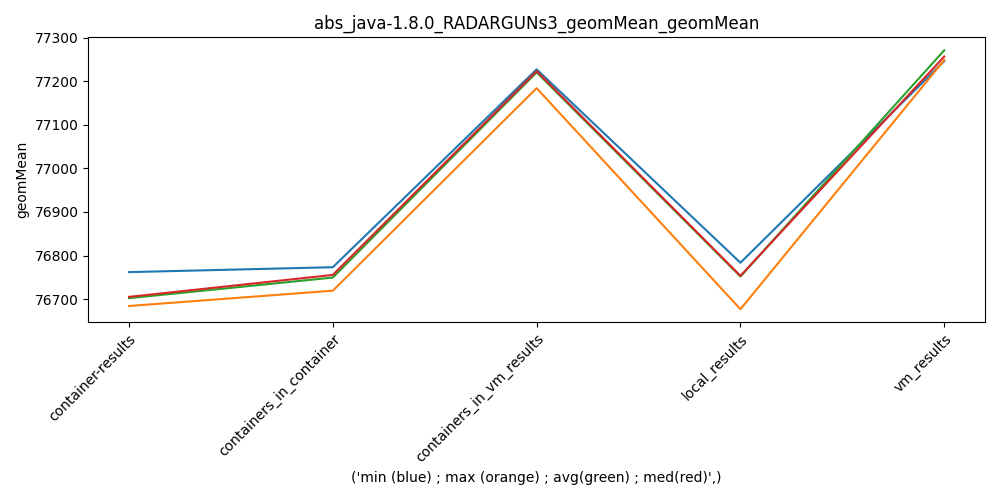 abs_java-1.8.0_RADARGUNs3_geomMean_geomMean
77300
77200
77100
77000
76900
76800
76700
geomMean
container-results
containers_in_container
containers_in_vm_results
local_results
vm_results
('min (blue) ; max (orange) ; avg(green) ; med(red)',)